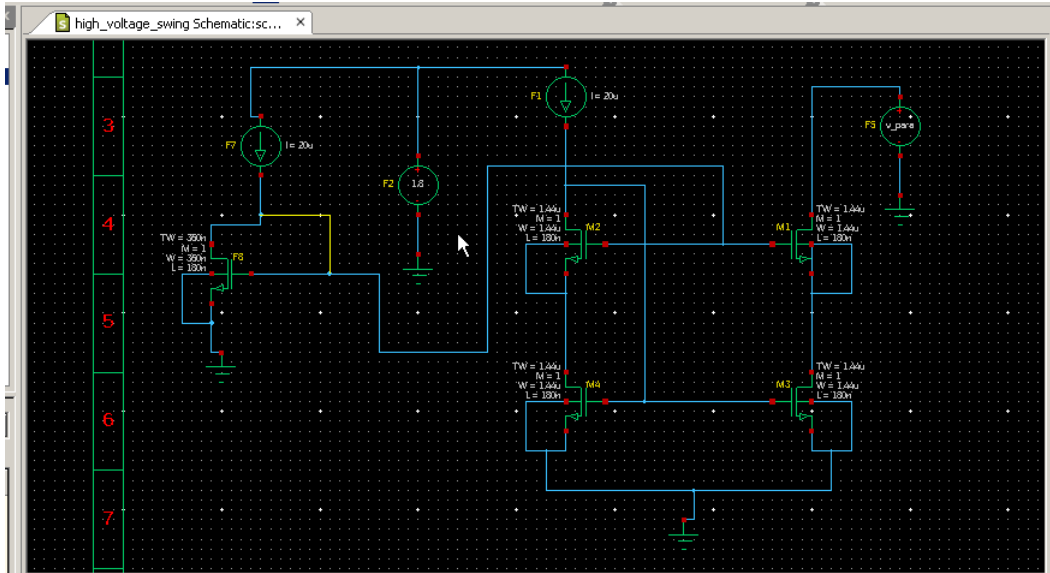 high_voltage_swing Schematic:sc...
3
4
5
6
7
F7
I= 20u
F2
1.8
F1
I= 20u
F5
v_para
TW = 360n
M = 1
W = 360n
L = 180n
F8
TW = 1.44u
M = 1
W = 1.44u
L = 180n
M2
TW = 1.44u
M = 1
W = 1.44u
L = 180n
M1
TW = 1.44u
M = 1
W = 1.44u
L = 180n
M4
TW = 1.44u
M = 1
W = 1.44u
L = 180n
M3